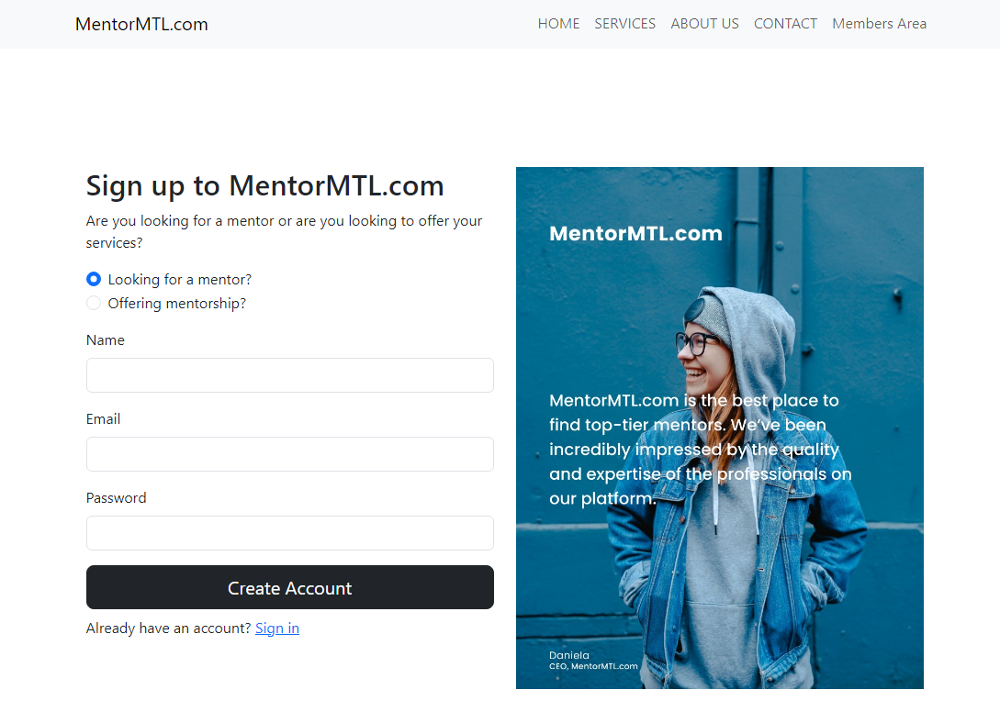 MentorMTL.com
HOME SERVICES ABOUT US CONTACT Members Area
Sign up to MentorMTL.com
Are you looking for a mentor or are you looking to offer your
services?
Looking for a mentor?
Offering mentorship?
Name
Email
Password
Create Account
Already have an account? Sign in
MentorMTL.com
MentorMTL.com is the best place to
find top-tier mentors. We've been
incredibly impressed by the quality
and expertise of the professionals on
our platform.
Daniela
CEO, MentorMTL.com